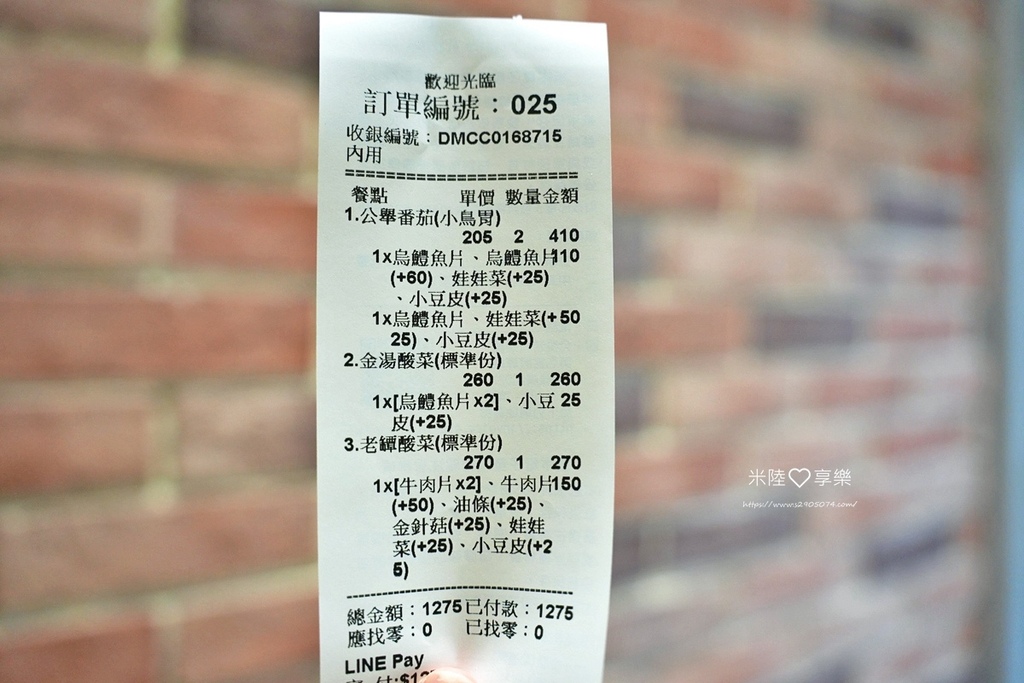 歡迎光臨
訂單編號：025
收銀編號：DMCC0168715
內用
========================
餐點 單價 數量金額
1.公舉番茄(小鳥胃)
205 2 410
1x烏鱧魚片、烏鱧魚片110
(+60)、娃娃菜(+25)
、小豆皮(+25)
1x烏鱧魚片、娃娃菜(+50
25)、小豆皮(+25)
2.金湯酸菜(標準份)
260 1 260
1x[烏鱧魚片x2]、小豆 25
皮(+25)
3.老罈酸菜(標準份)
270 1 270
1x[牛肉片x2]、牛肉片150
(+50)、油條(+25)、
金針菇(+25)、娃娃
菜(+25)、小豆皮(+2
5)
----------------------------------------
總金額：1275 已付款：1275
應找零：0 已找零：0
LINE Pay
米陸♡享樂
https://www.s2905074.com/